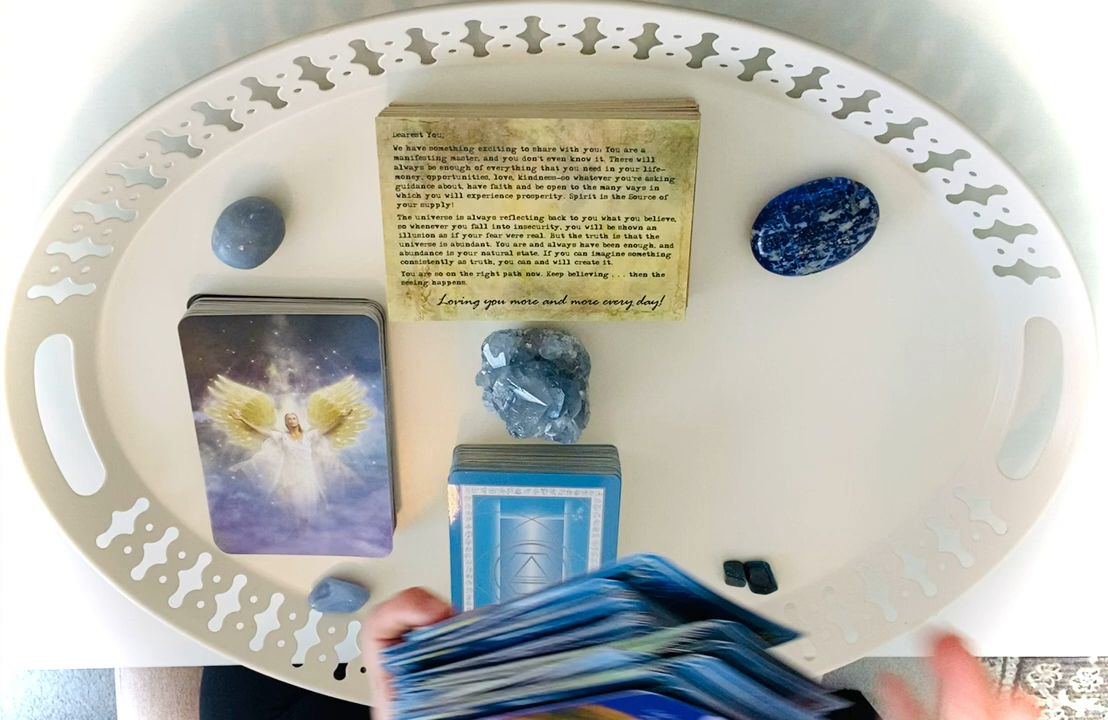 Dearest You,
We have something exciting to share with you: You are a
manifesting master, and you don't even know it. There will
always be enough of everything that you need in your life—
money, opportunities, love, kindness—so whatever you're asking
guidance about, have faith and be open to the many ways in
which you will experience prosperity. Spirit is the Source of
your supply!
The universe is always reflecting back to you what you believe,
so whenever you fall into insecurity, you will be shown an
illusion as if your fear were real. But the truth is that the
universe is abundant. You are and always have been enough, and
abundance is your natural state. If you can imagine something
consistently as truth, you can and will create it.
You are so on the right path now. Keep believing . . . then the
seeing happens.
Loving you more and more every day!